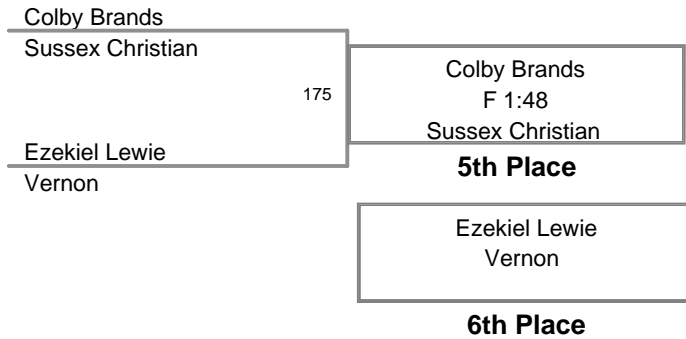 Colby Brands
Sussex Christian
175
Ezekiel Lewie
Vernon
Colby Brands
F 1:48
Sussex Christian
5th Place
Ezekiel Lewie
Vernon
6th Place